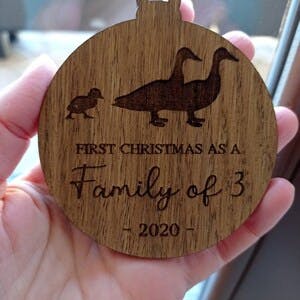 FIRST CHRISTMAS AS A
Family of 3
- 2020 -